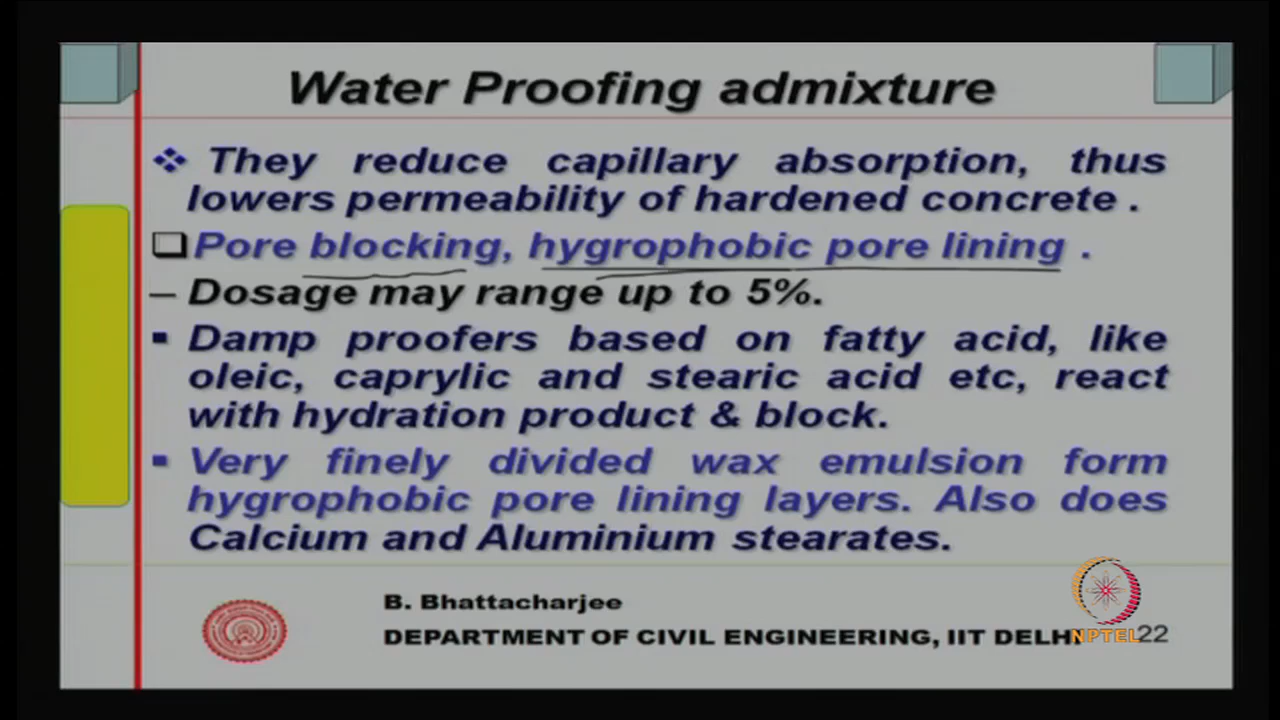 Water Proofing admixture
They reduce capillary absorption, thus
lowers permeability of hardened concrete .
Pore blocking, hygrophobic pore lining .
– Dosage may range up to 5%.
Damp proofers based on fatty acid, like
oleic, caprylic and stearic acid etc, react
with hydration product & block.
Very finely divided wax emulsion form
hygrophobic pore lining layers. Also does
Calcium and Aluminium stearates.
B. Bhattacharjee
DEPARTMENT OF CIVIL ENGINEERING, IIT DELHI
NPTEL 22